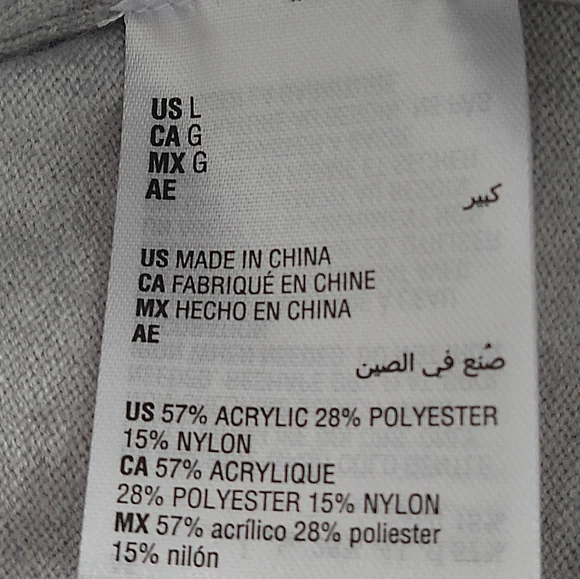 US L
CA G
MX G
AE
كبير
US MADE IN CHINA
CA FABRIQUÉ EN CHINE
MX HECHO EN CHINA
AE
صُنع في الصين
US 57% ACRYLIC 28% POLYESTER
15% NYLON
CA 57% ACRYLIQUE
28% POLYESTER 15% NYLON
MX 57% acrílico 28% poliester
15% nilón